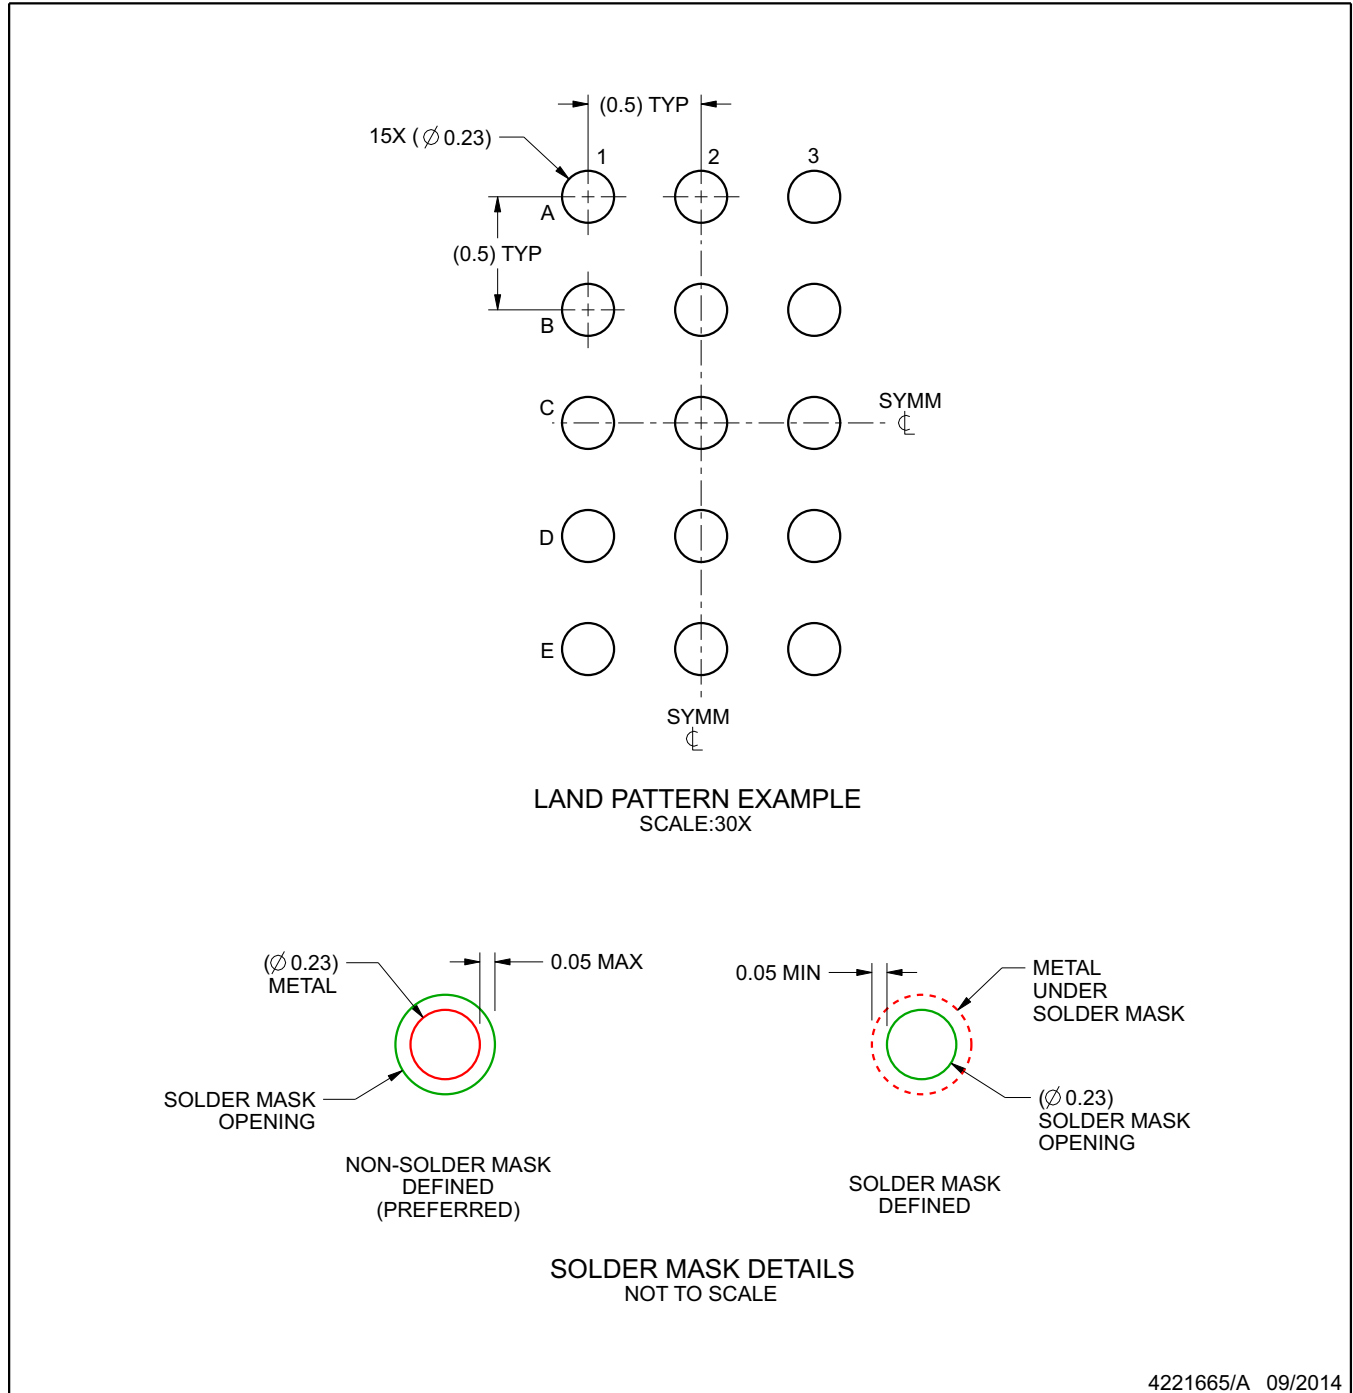 (0.5) TYP
15X (∅ 0.23)
1
2
3
A
(0.5) TYP
B
C
SYMM
℄
D
E
SYMM
℄
LAND PATTERN EXAMPLE
SCALE:30X
(∅ 0.23)
METAL
0.05 MAX
SOLDER MASK
OPENING
NON-SOLDER MASK
DEFINED
(PREFERRED)
0.05 MIN
METAL
UNDER
SOLDER MASK
(∅ 0.23)
SOLDER MASK
OPENING
SOLDER MASK
DEFINED
SOLDER MASK DETAILS
NOT TO SCALE
4221665/A 09/2014